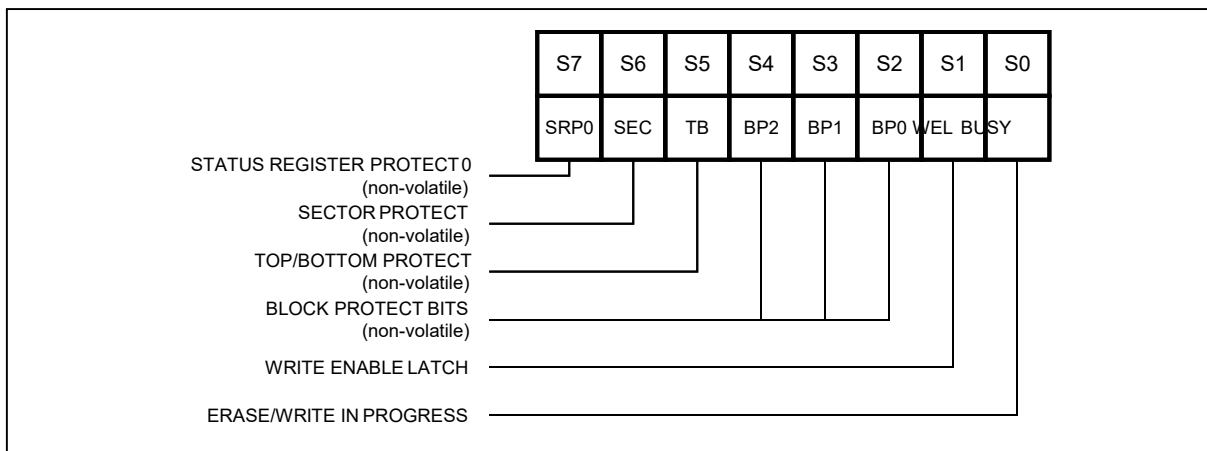 S7 S6 S5 S4 S3 S2 S1 S0
SRP0 SEC TB BP2 BP1 BP0 WEL BUSY
STATUS REGISTER PROTECT 0
(non-volatile)
SECTOR PROTECT
(non-volatile)
TOP/BOTTOM PROTECT
(non-volatile)
BLOCK PROTECT BITS
(non-volatile)
WRITE ENABLE LATCH
ERASE/WRITE IN PROGRESS